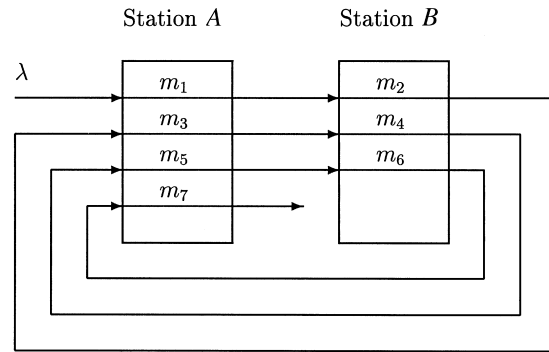 Station A Station B
λ
m₁ m₂
m₃ m₄
m₅ m₆
m₇